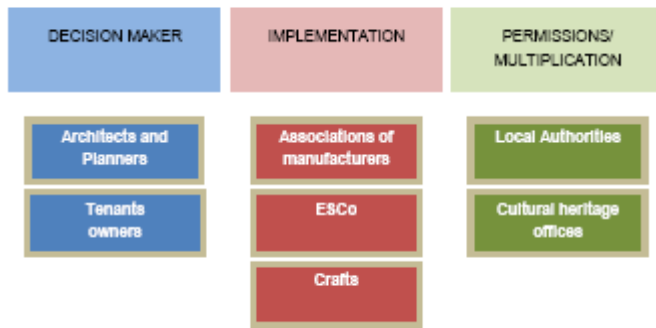 DECISION MAKER
IMPLEMENTATION
PERMISSIONS/
MULTIPLICATION
Architects and
Planners
Tenants
owners
Associations of
manufacturers
ESCo
Crafts
Local Authorities
Cultural heritage
offices